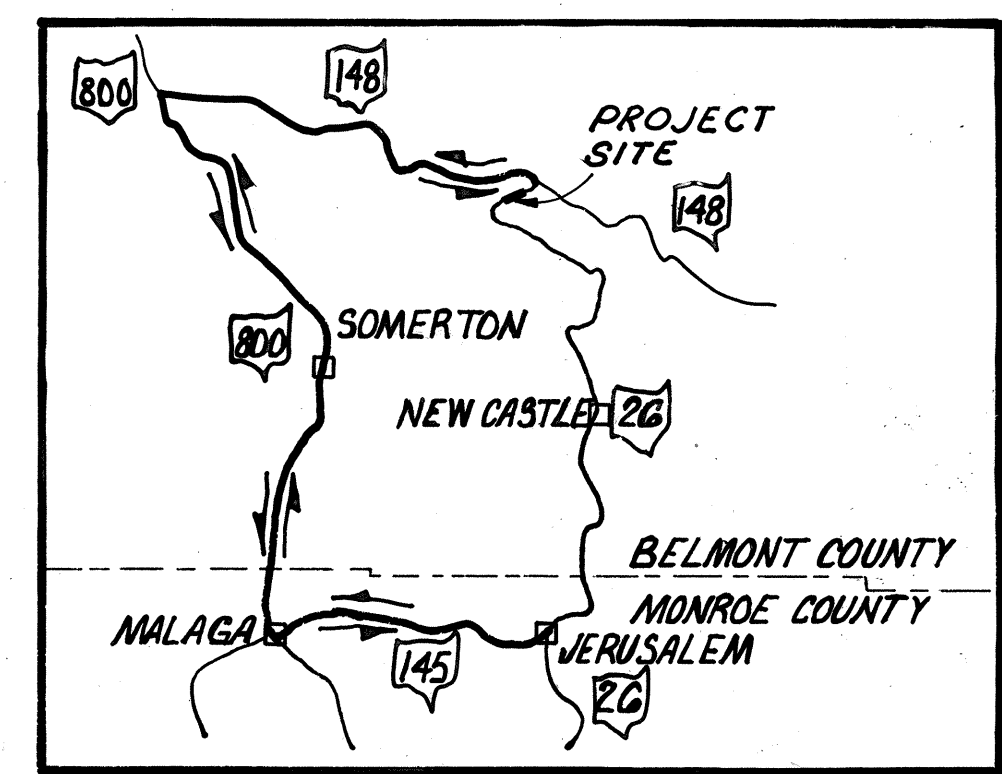 800
148
PROJECT
SITE
148
SOMERTON
800
NEW CASTLE
26
BELMONT COUNTY
MONROE COUNTY
MALAGA
JERUSALEM
145
26